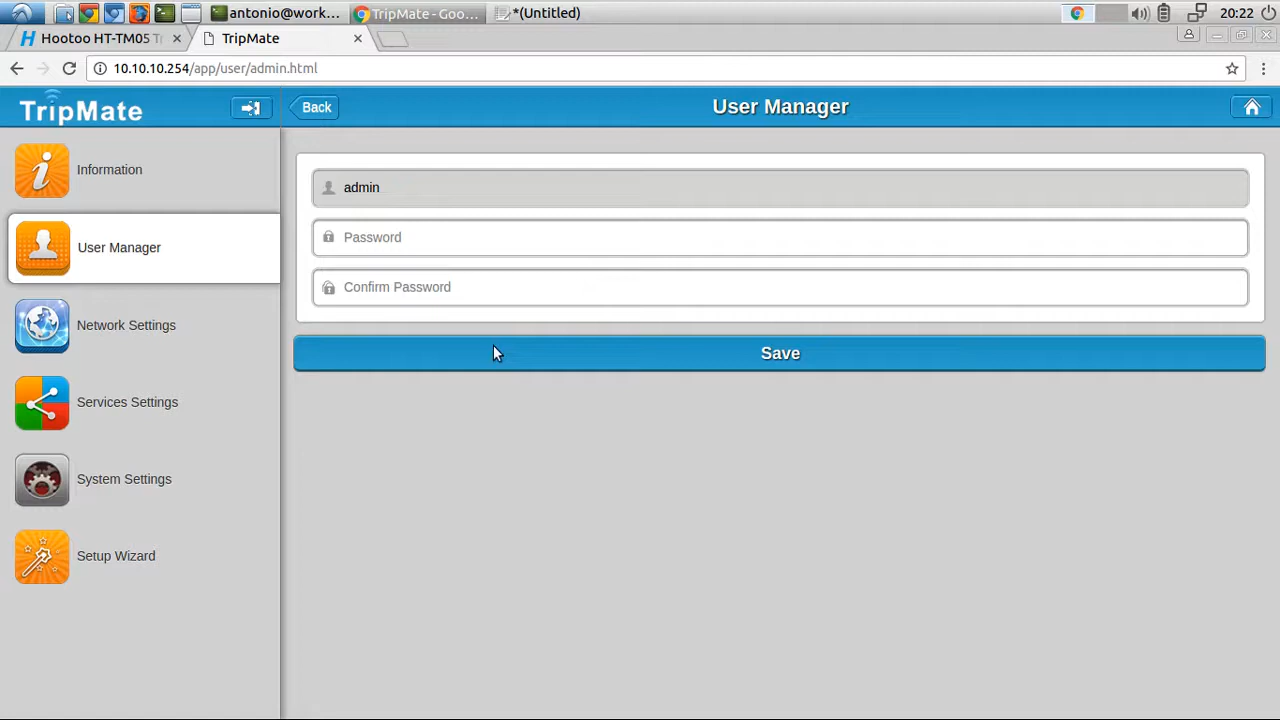 antonio@work...
TripMate - Goo...
*(Untitled)
20:22
Hootoo HT-TM05 Tr
TripMate
10.10.10.254/app/user/admin.html
TripMate
Back
User Manager
Information
User Manager
Network Settings
Services Settings
System Settings
Setup Wizard
admin
Password
Confirm Password
Save